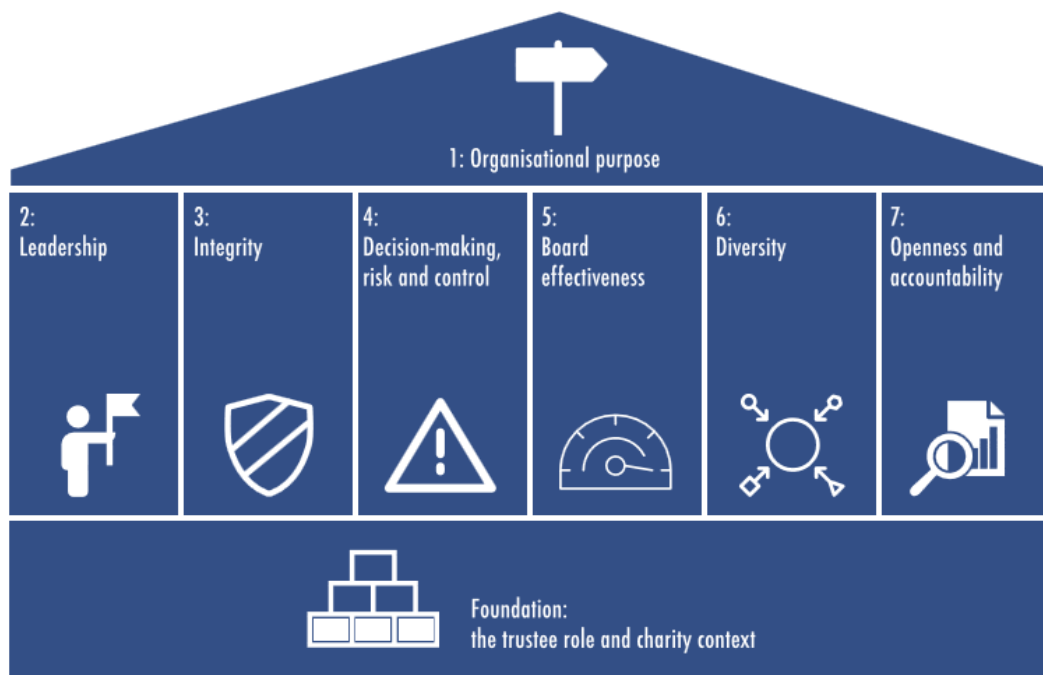 1: Organisational purpose
2:
Leadership
3:
Integrity
4:
Decision-making,
risk and control
5:
Board
effectiveness
6:
Diversity
7:
Openness and
accountability
Foundation:
the trustee role and charity context